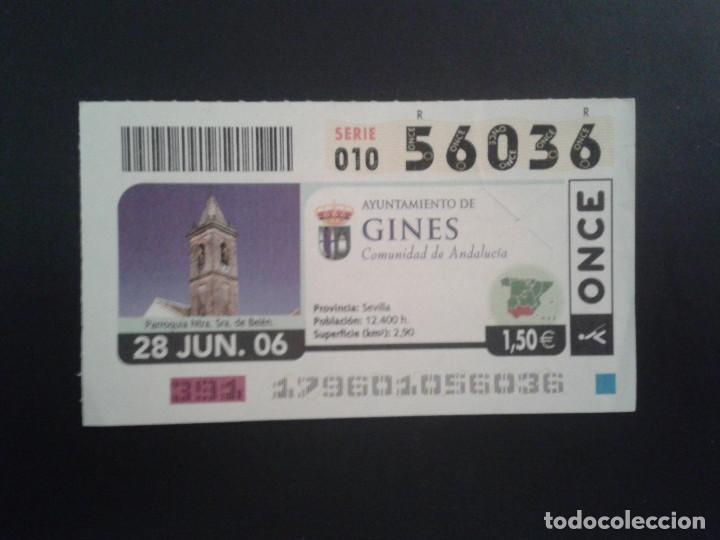 R R
SERIE
010 56036
AYUNTAMIENTO DE
GINES
Comunidad de Andalucía
ONCE
Parroquia Ntra. Sra. de Belén
28 JUN. 06
Provincia: Sevilla
Población: 12.400 h.
Superficie (km²): 2,90
1,50€
391 179601056036
todocoleccion.net